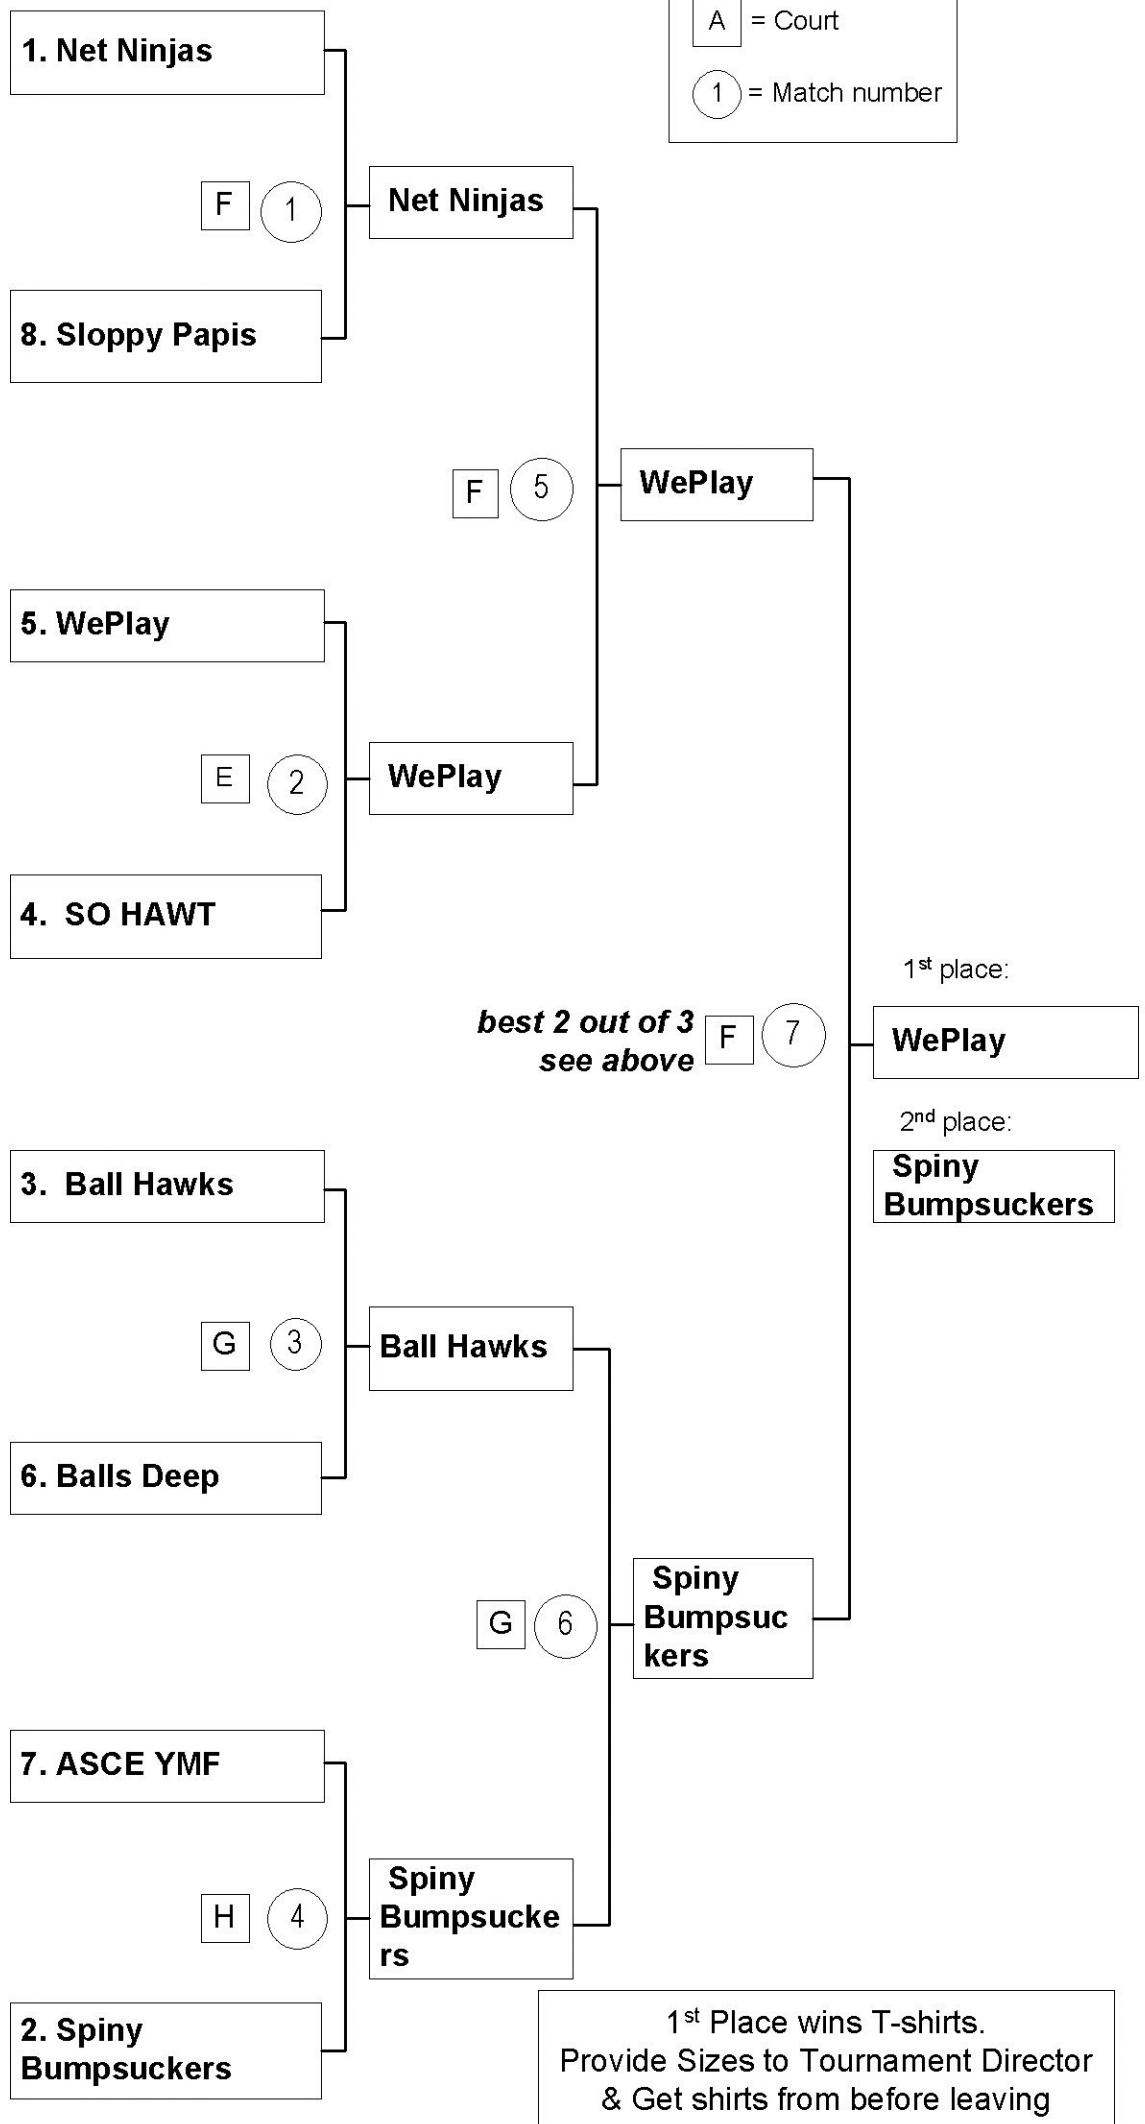 A = Court
1. Net Ninjas
1 = Match number
F 1 Net Ninjas
8. Sloppy Papis
F 5 WePlay
5. WePlay
E 2 WePlay
4. SO HAWT
1st place:
best 2 out of 3
see above
F 7 WePlay
2nd place:
3. Ball Hawks
Spiny
Bumpsuckers
G 3 Ball Hawks
6. Balls Deep
G 6
Spiny
Bumpsuc
kers
7. ASCE YMF
H 4
Spiny
Bumpsucke
rs
2. Spiny
Bumpsuckers
1st Place wins T-shirts.
Provide Sizes to Tournament Director
& Get shirts from before leaving